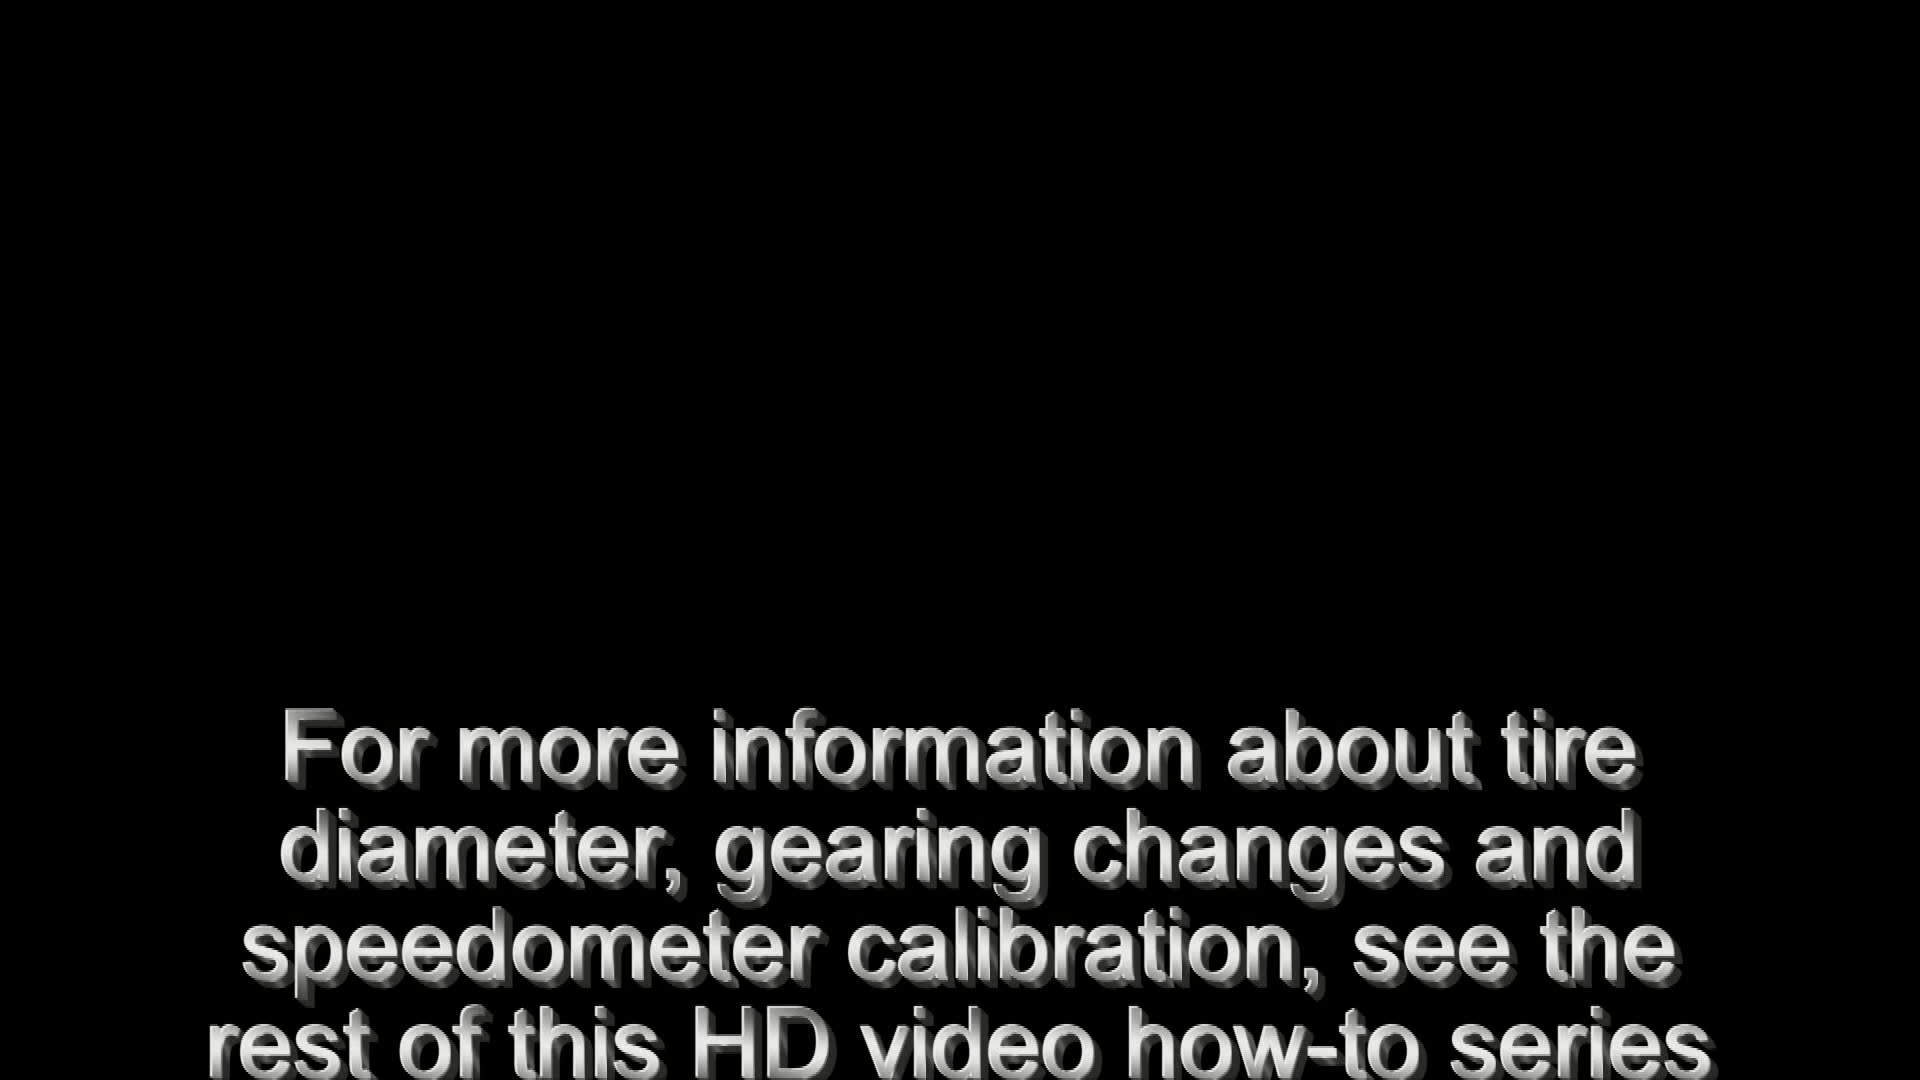 For more information about tire
diameter, gearing changes and
speedometer calibration, see the
rest of this HD video how-to series